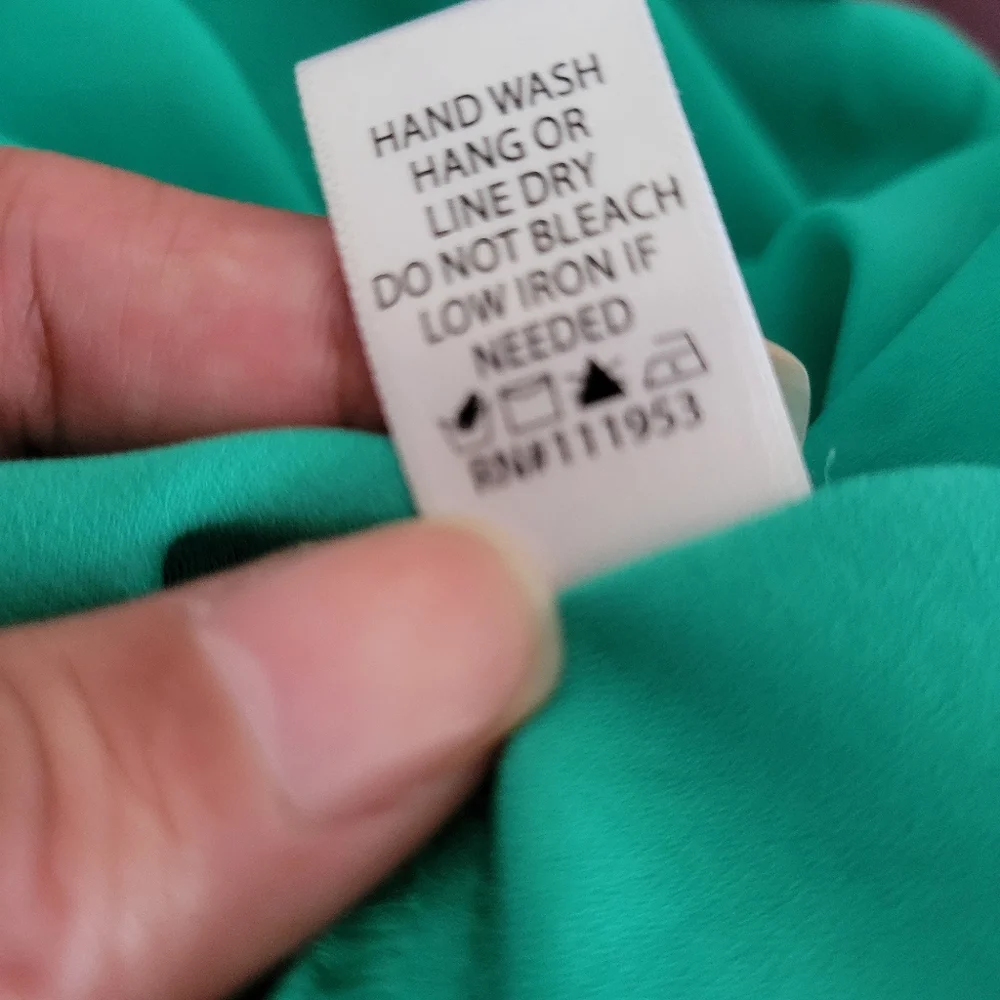 HAND WASH
HANG OR
LINE DRY
DO NOT BLEACH
LOW IRON IF
NEEDED
RN#111953